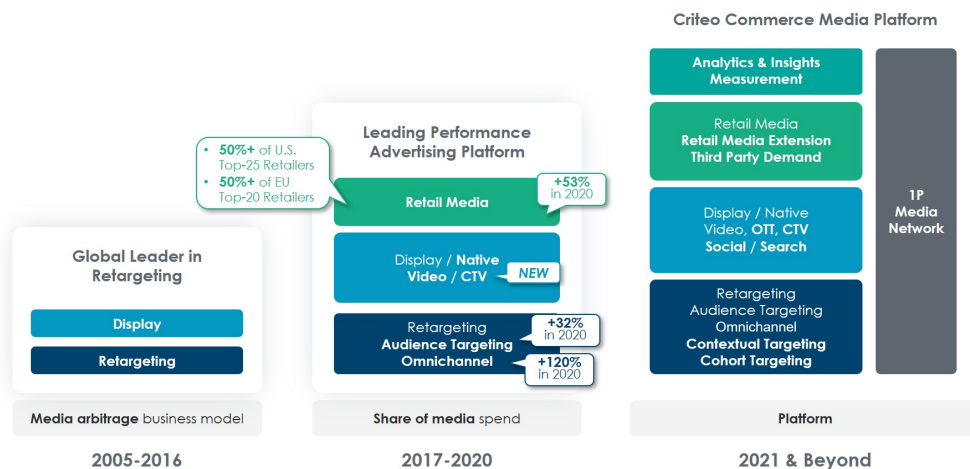 Global Leader in
Retargeting
Display
Retargeting
Media arbitrage business model
2005-2016
• 50%+ of U.S.
Top-25 Retailers
• 50%+ of EU
Top-20 Retailers
Leading Performance
Advertising Platform
Retail Media
+53%
in 2020
Display / Native
Video / CTV
NEW
Retargeting
Audience Targeting
Omnichannel
+32%
in 2020
+120%
in 2020
Share of media spend
2017-2020
Criteo Commerce Media Platform
Analytics & Insights
Measurement
Retail Media
Retail Media Extension
Third Party Demand
Display / Native
Video, OTT, CTV
Social / Search
Retargeting
Audience Targeting
Omnichannel
Contextual Targeting
Cohort Targeting
1P
Media
Network
Platform
2021 & Beyond